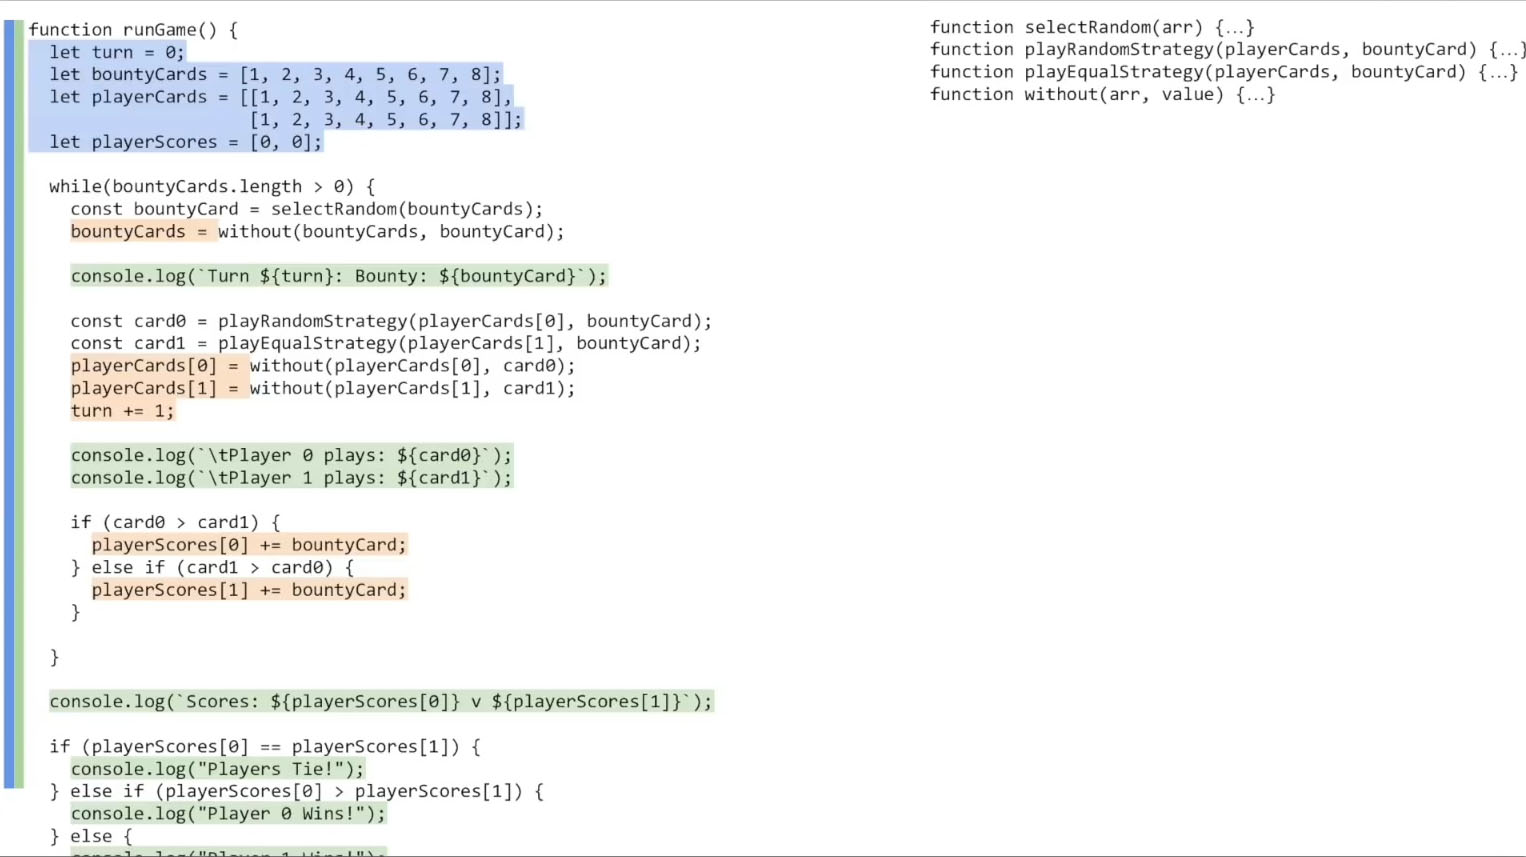 function runGame() {
let turn = 0;
let bountyCards = [1, 2, 3, 4, 5, 6, 7, 8];
let playerCards = [[1, 2, 3, 4, 5, 6, 7, 8],
[1, 2, 3, 4, 5, 6, 7, 8]];
let playerScores = [0, 0];
while(bountyCards.length > 0) {
const bountyCard = selectRandom(bountyCards);
bountyCards = without(bountyCards, bountyCard);
console.log(`Turn ${turn}: Bounty: ${bountyCard}`);
const card0 = playRandomStrategy(playerCards[0], bountyCard);
const card1 = playEqualStrategy(playerCards[1], bountyCard);
playerCards[0] = without(playerCards[0], card0);
playerCards[1] = without(playerCards[1], card1);
turn += 1;
console.log(`\tPlayer 0 plays: ${card0}`);
console.log(`\tPlayer 1 plays: ${card1}`);
if (card0 > card1) {
playerScores[0] += bountyCard;
} else if (card1 > card0) {
playerScores[1] += bountyCard;
}
}
console.log(`Scores: ${playerScores[0]} v ${playerScores[1]}`);
if (playerScores[0] == playerScores[1]) {
console.log("Players Tie!");
} else if (playerScores[0] > playerScores[1]) {
console.log("Player 0 Wins!");
} else {
console.log("Player 1 Wins!");
function selectRandom(arr) {…}
function playRandomStrategy(playerCards, bountyCard) {…}
function playEqualStrategy(playerCards, bountyCard) {…}
function without(arr, value) {…}